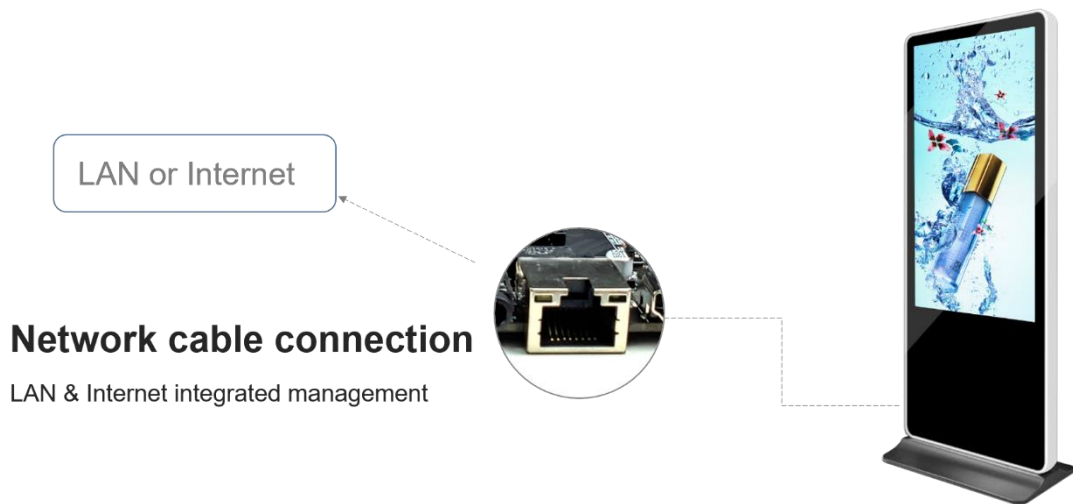 LAN or Internet
Network cable connection
LAN & Internet integrated management